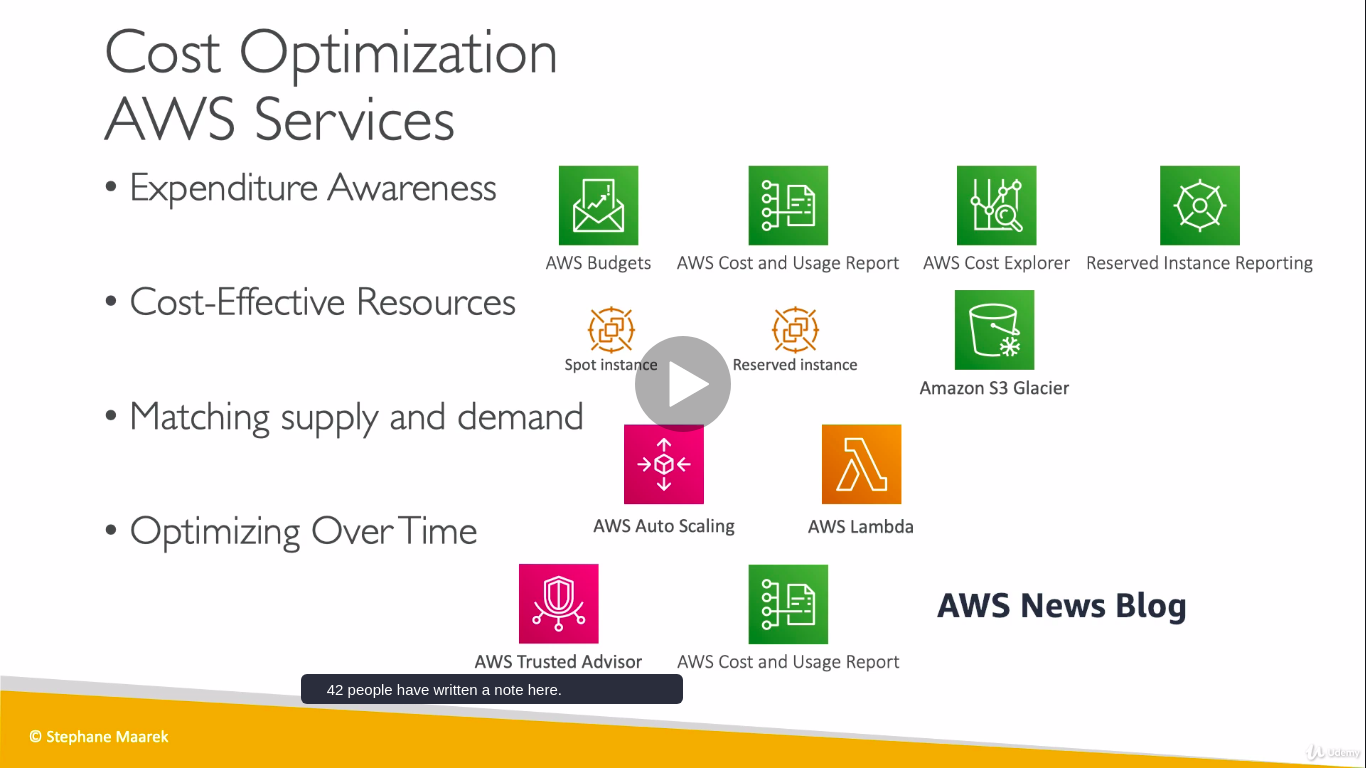 Cost Optimization
AWS Services
• Expenditure Awareness
AWS Budgets
AWS Cost and Usage Report
AWS Cost Explorer
Reserved Instance Reporting
• Cost-Effective Resources
Spot instance
Reserved instance
Amazon S3 Glacier
• Matching supply and demand
AWS Auto Scaling
AWS Lambda
• Optimizing Over Time
AWS Trusted Advisor
AWS Cost and Usage Report
AWS News Blog
42 people have written a note here.
© Stephane Maarek
Udemy